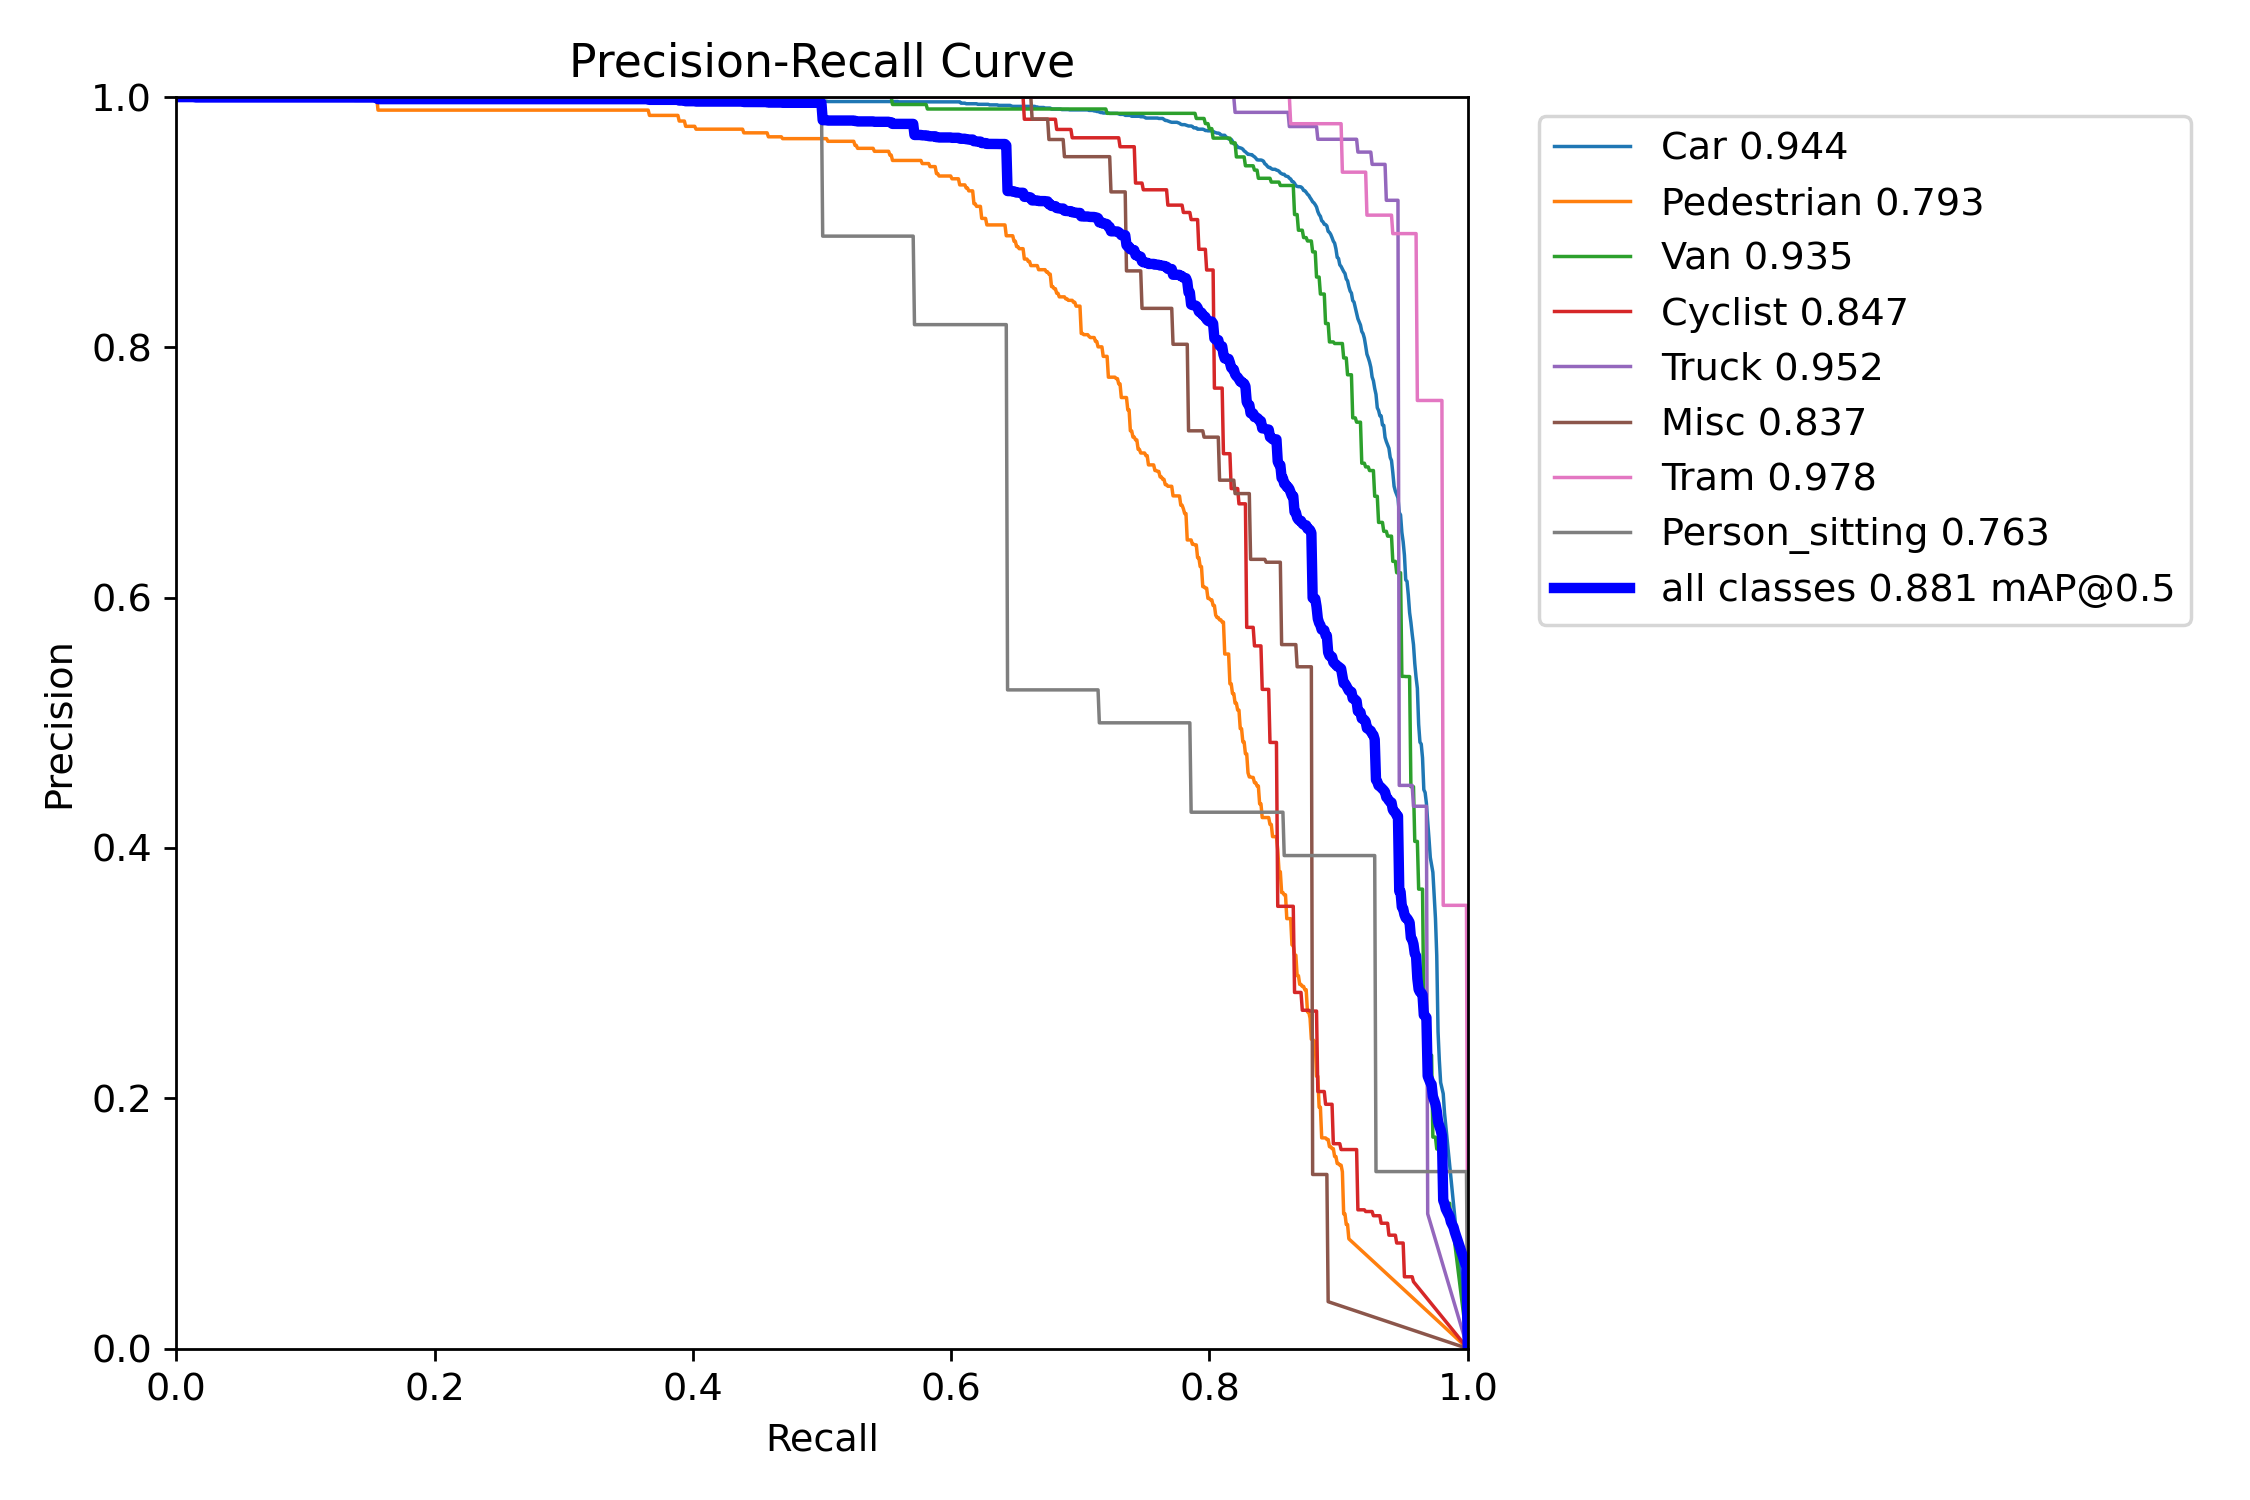 Precision-Recall Curve
1.0
0.8
0.6
0.4
0.2
0.0
Precision
0.0 0.2 0.4 0.6 0.8 1.0
Recall
Car 0.944
Pedestrian 0.793
Van 0.935
Cyclist 0.847
Truck 0.952
Misc 0.837
Tram 0.978
Person_sitting 0.763
all classes 0.881 mAP@0.5